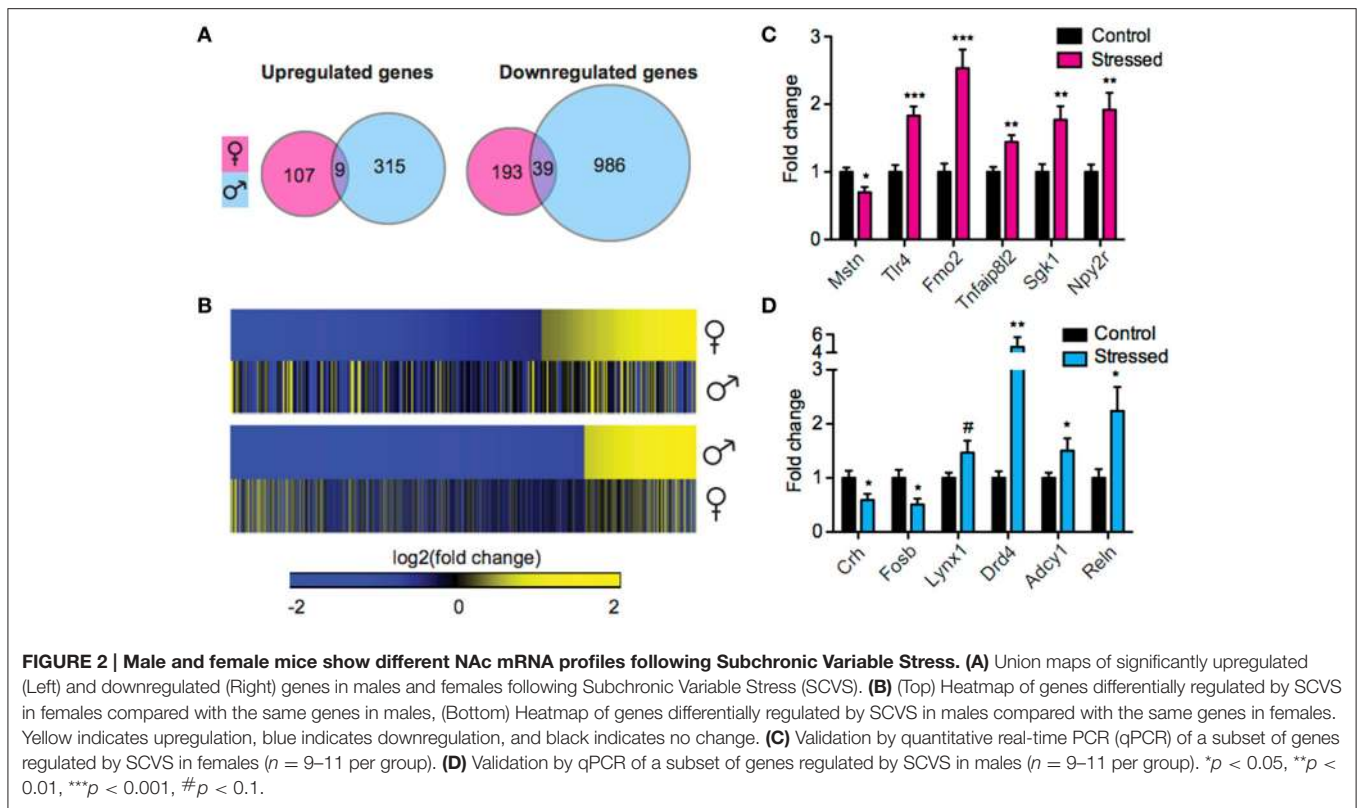 A
Upregulated genes
Downregulated genes
♀
♂
107
9
315
193
39
986
B
♀
♂
♂
♀
log2(fold change)
-2
0
2
C
Fold change
3
2
1
0
Control
Stressed
*
***
***
**
**
**
Mstn
Tlr4
Fmo2
Tnfaip8l2
Sgk1
Npy2r
D
Fold change
6
4
3
2
1
0
Control
Stressed
*
*
#
**
*
*
Crh
Fosb
Lynx1
Drd4
Adcy1
Reln
FIGURE 2 | Male and female mice show different NAc mRNA profiles following Subchronic Variable Stress. (A) Union maps of significantly upregulated
(Left) and downregulated (Right) genes in males and females following Subchronic Variable Stress (SCVS). (B) (Top) Heatmap of genes differentially regulated by SCVS
in females compared with the same genes in males, (Bottom) Heatmap of genes differentially regulated by SCVS in males compared with the same genes in females.
Yellow indicates upregulation, blue indicates downregulation, and black indicates no change. (C) Validation by quantitative real-time PCR (qPCR) of a subset of genes
regulated by SCVS in females (n = 9–11 per group). (D) Validation by qPCR of a subset of genes regulated by SCVS in males (n = 9–11 per group). *p < 0.05, **p <
0.01, ***p < 0.001, #p < 0.1.